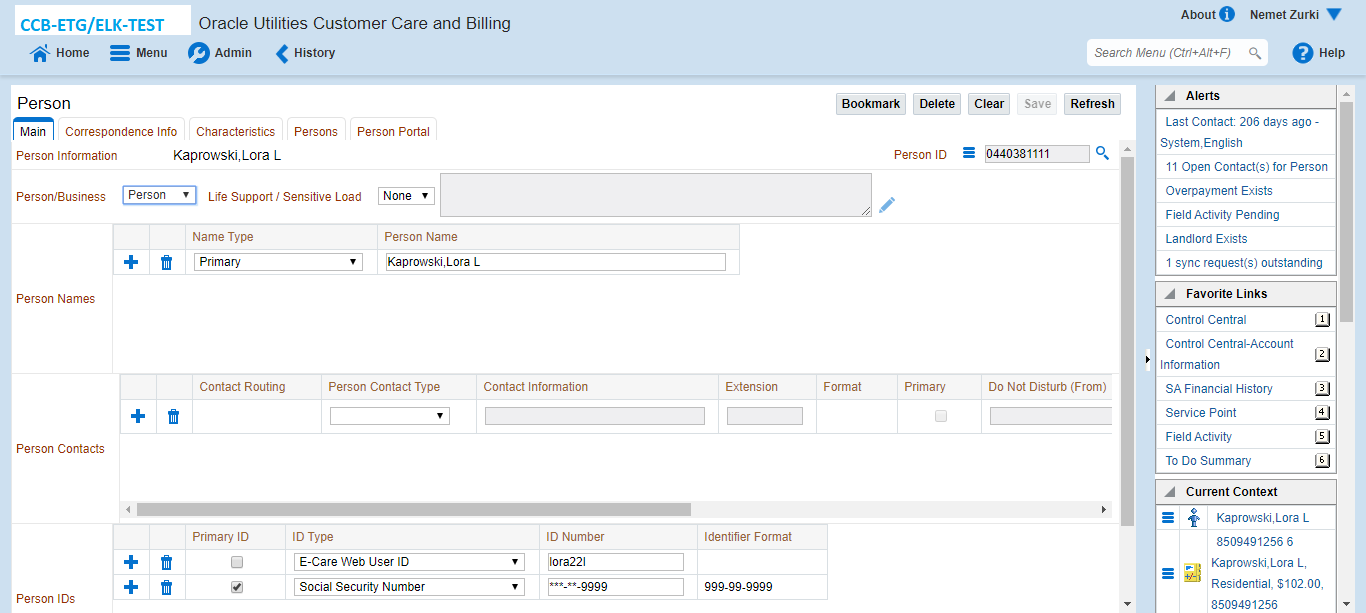 CCB-ETG/ELK-TEST Oracle Utilities Customer Care and Billing About Nemet Zurki
Home Menu Admin History Search Menu (Ctrl+Alt+F) Help
Person Bookmark Delete Clear Save Refresh
Main Correspondence Info Characteristics Persons Person Portal
Person Information Kaprowski,Lora L Person ID 0440381111
Person/Business Person Life Support / Sensitive Load None
Name Type Person Name
Primary Kaprowski,Lora L
Person Names
Contact Routing Person Contact Type Contact Information Extension Format Primary Do Not Disturb (From)
Person Contacts
Primary ID ID Type ID Number Identifier Format
E-Care Web User ID lora22l
Social Security Number ***-**-9999 999-99-9999
Person IDs
Alerts
Last Contact: 206 days ago -
System,English
11 Open Contact(s) for Person
Overpayment Exists
Field Activity Pending
Landlord Exists
1 sync request(s) outstanding
Favorite Links
Control Central 1
Control Central-Account
Information 2
SA Financial History 3
Service Point 4
Field Activity 5
To Do Summary 6
Current Context
Kaprowski,Lora L
8509491256 6
Kaprowski,Lora L,
Residential, $102.00,
8509491256